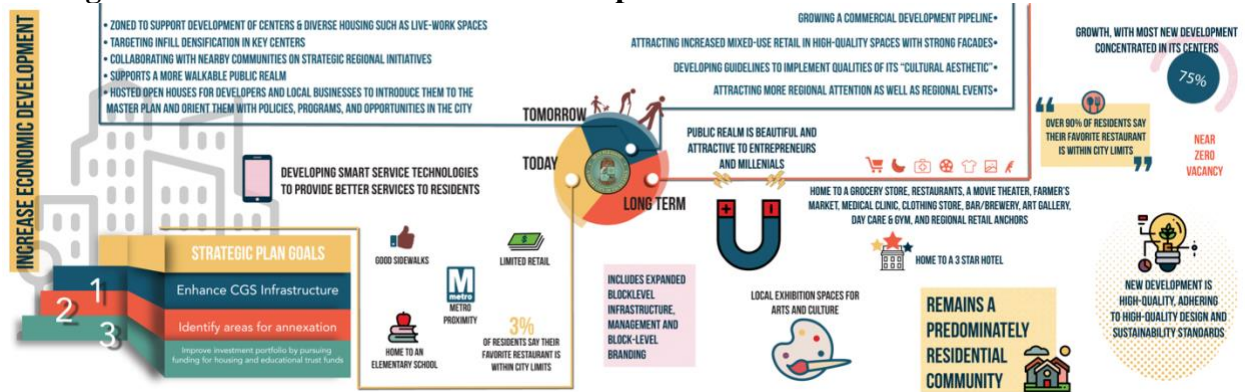 INCREASE ECONOMIC DEVELOPMENT
• ZONED TO SUPPORT DEVELOPMENT OF CENTERS & DIVERSE HOUSING SUCH AS LIVE-WORK SPACES
• TARGETING INFILL DENSIFICATION IN KEY CENTERS
• COLLABORATING WITH NEARBY COMMUNITIES ON STRATEGIC REGIONAL INITIATIVES
• SUPPORTS A MORE WALKABLE PUBLIC REALM
• HOSTED OPEN HOUSES FOR DEVELOPERS AND LOCAL BUSINESSES TO INTRODUCE THEM TO THE
MASTER PLAN AND ORIENT THEM WITH POLICIES, PROGRAMS, AND OPPORTUNITIES IN THE CITY
GROWING A COMMERCIAL DEVELOPMENT PIPELINE•
ATTRACTING INCREASED MIXED-USE RETAIL IN HIGH-QUALITY SPACES WITH STRONG FACADES•
DEVELOPING GUIDELINES TO IMPLEMENT QUALITIES OF ITS "CULTURAL AESTHETIC"•
ATTRACTING MORE REGIONAL ATTENTION AS WELL AS REGIONAL EVENTS•
GROWTH, WITH MOST NEW DEVELOPMENT
CONCENTRATED IN ITS CENTERS
75%
TOMORROW
TODAY
LONG TERM
DEVELOPING SMART SERVICE TECHNOLOGIES
TO PROVIDE BETTER SERVICES TO RESIDENTS
PUBLIC REALM IS BEAUTIFUL AND
ATTRACTIVE TO ENTREPRENEURS
AND MILLENIALS
“
OVER 90% OF RESIDENTS SAY
THEIR FAVORITE RESTAURANT
IS WITHIN CITY LIMITS
”
NEAR
ZERO
VACANCY
HOME TO A GROCERY STORE, RESTAURANTS, A MOVIE THEATER, FARMER'S
MARKET, MEDICAL CLINIC, CLOTHING STORE, BAR/BREWERY, ART GALLERY,
DAY CARE & GYM, AND REGIONAL RETAIL ANCHORS
STRATEGIC PLAN GOALS
1
Enhance CGS Infrastructure
2
Identify areas for annexation
3
Improve investment portfolio by pursuing
funding for housing and educational trust funds
GOOD SIDEWALKS
LIMITED RETAIL
M
metro
METRO
PROXIMITY
HOME TO AN
ELEMENTARY SCHOOL
3%
OF RESIDENTS SAY THEIR
FAVORITE RESTAURANT IS
WITHIN CITY LIMITS
INCLUDES EXPANDED
BLOCKLEVEL
INFRASTRUCTURE,
MANAGEMENT AND
BLOCK-LEVEL
BRANDING
LOCAL EXHIBITION SPACES FOR
ARTS AND CULTURE
HOME TO A 3 STAR HOTEL
REMAINS A
PREDOMINATELY
RESIDENTIAL
COMMUNITY
NEW DEVELOPMENT IS
HIGH-QUALITY, ADHERING
TO HIGH-QUALITY DESIGN AND
SUSTAINABILITY STANDARDS